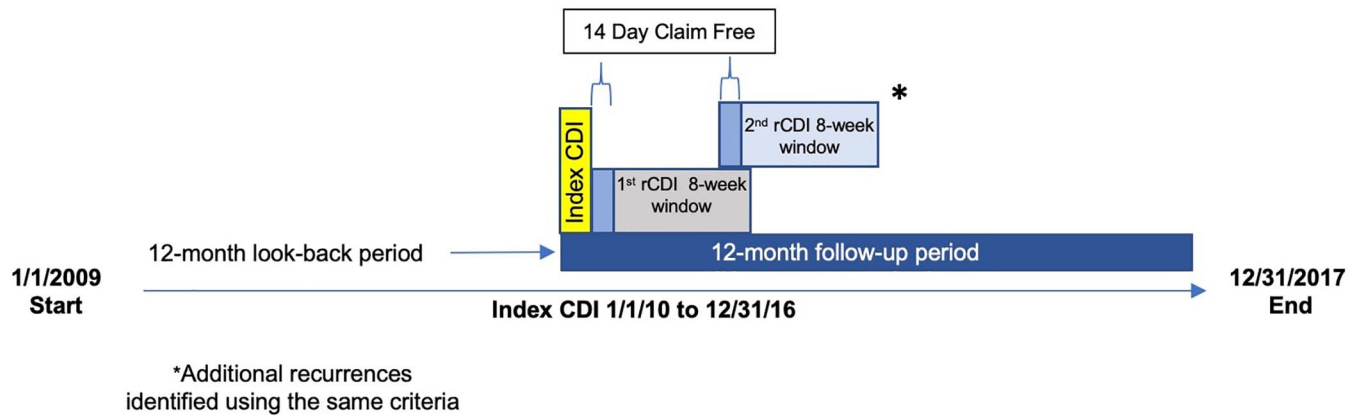 14 Day Claim Free
*
Index CDI
2nd rCDI 8-week
window
1st rCDI 8-week
window
12-month look-back period
12-month follow-up period
1/1/2009
Start
12/31/2017
End
Index CDI 1/1/10 to 12/31/16
*Additional recurrences
identified using the same criteria